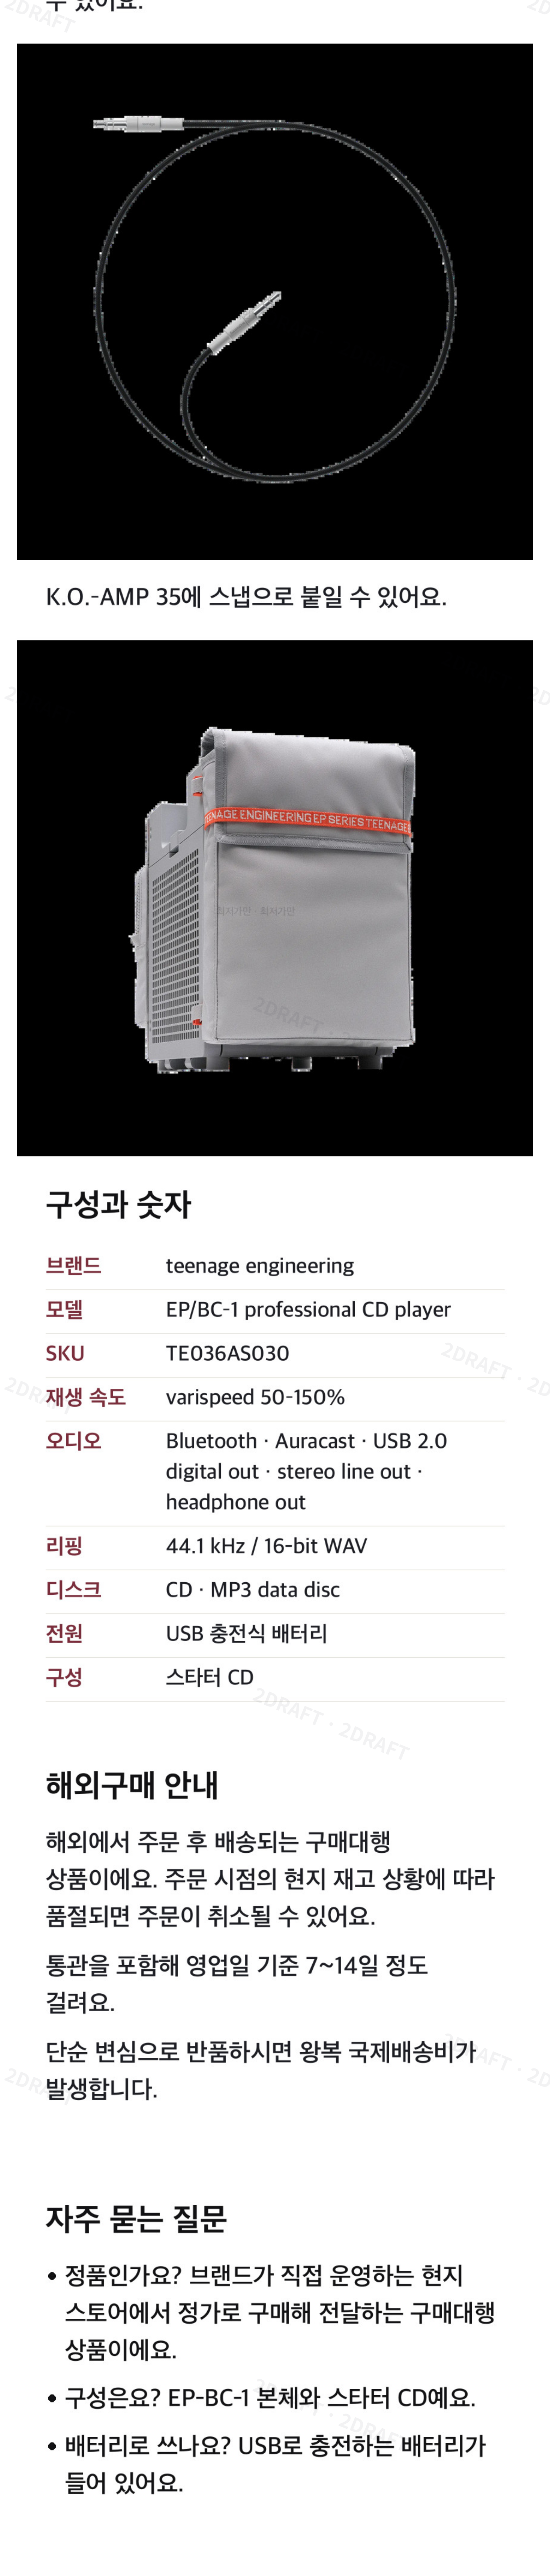 수 있어요.
K.O.-AMP 35에 스냅으로 붙일 수 있어요.
TEENAGE ENGINEERING EP SERIES TEENAGE
최저가만 · 최저가만
2DRAFT · 2DRAFT
구성과 숫자
브랜드 teenage engineering
모델 EP/BC-1 professional CD player
SKU TE036AS030
재생 속도 varispeed 50-150%
오디오 Bluetooth · Auracast · USB 2.0
digital out · stereo line out ·
headphone out
리핑 44.1 kHz / 16-bit WAV
디스크 CD · MP3 data disc
전원 USB 충전식 배터리
구성 스타터 CD
2DRAFT · 2DRAFT
해외구매 안내
해외에서 주문 후 배송되는 구매대행
상품이에요. 주문 시점의 현지 재고 상황에 따라
품절되면 주문이 취소될 수 있어요.
통관을 포함해 영업일 기준 7~14일 정도
걸려요.
단순 변심으로 반품하시면 왕복 국제배송비가
발생합니다.
자주 묻는 질문
• 정품인가요? 브랜드가 직접 운영하는 현지
스토어에서 정가로 구매해 전달하는 구매대행
상품이에요.
• 구성은요? EP-BC-1 본체와 스타터 CD예요.
• 배터리로 쓰나요? USB로 충전하는 배터리가
들어 있어요.